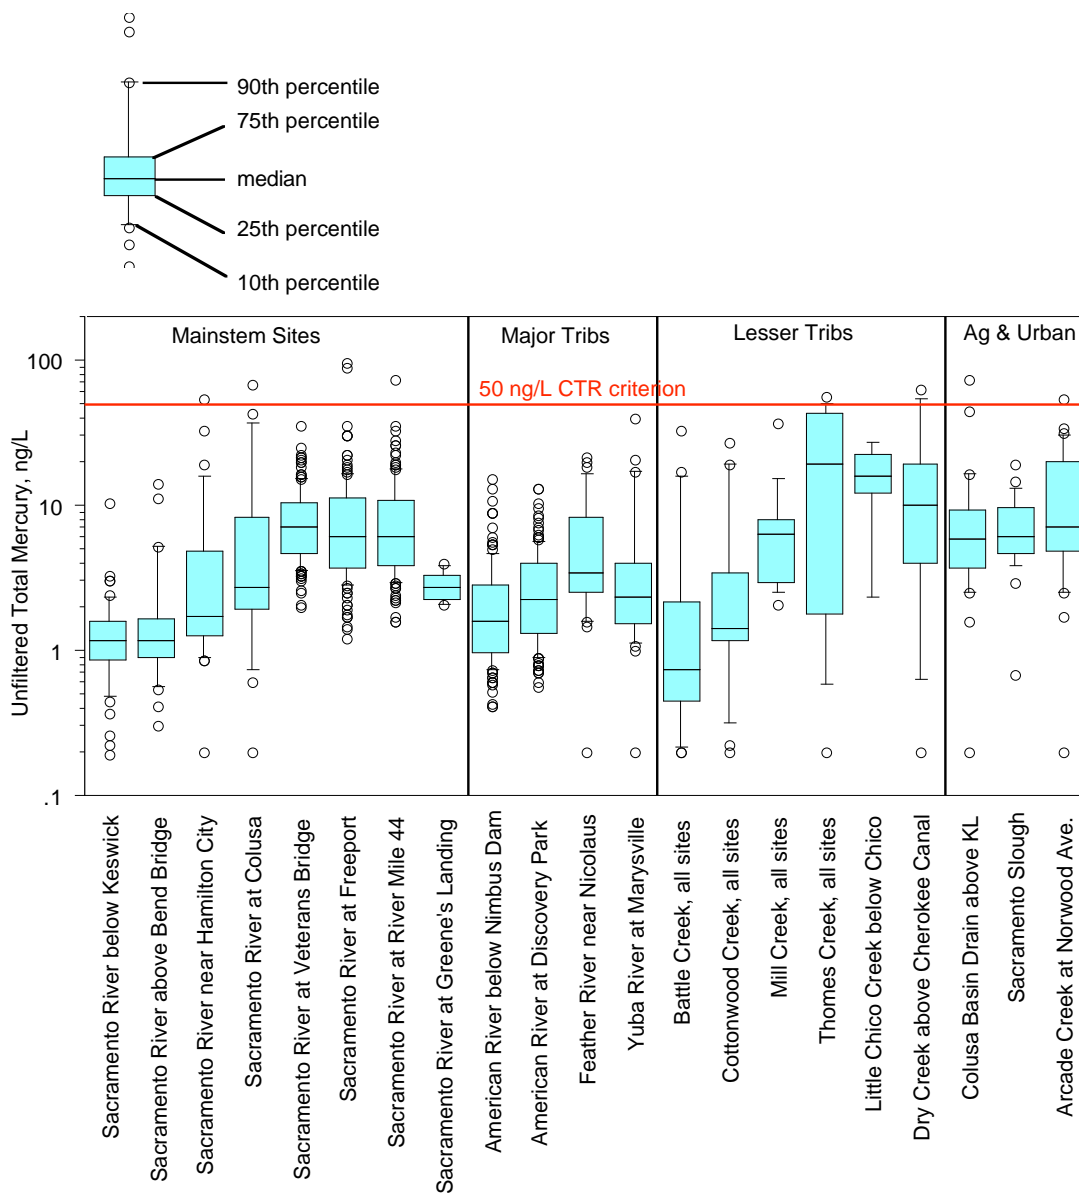 90th percentile
75th percentile
median
25th percentile
10th percentile
Mainstem Sites
Major Tribs
Lesser Tribs
Ag & Urban
50 ng/L CTR criterion
Unfiltered Total Mercury, ng/L
100
10
1
.1
Sacramento River below Keswick
Sacramento River above Bend Bridge
Sacramento River near Hamilton City
Sacramento River at Colusa
Sacramento River at Veterans Bridge
Sacramento River at Freeport
Sacramento River at River Mile 44
Sacramento River at Greene's Landing
American River below Nimbus Dam
American River at Discovery Park
Feather River near Nicolaus
Yuba River at Marysville
Battle Creek, all sites
Cottonwood Creek, all sites
Mill Creek, all sites
Thomes Creek, all sites
Little Chico Creek below Chico
Dry Creek above Cherokee Canal
Colusa Basin Drain above KL
Sacramento Slough
Arcade Creek at Norwood Ave.